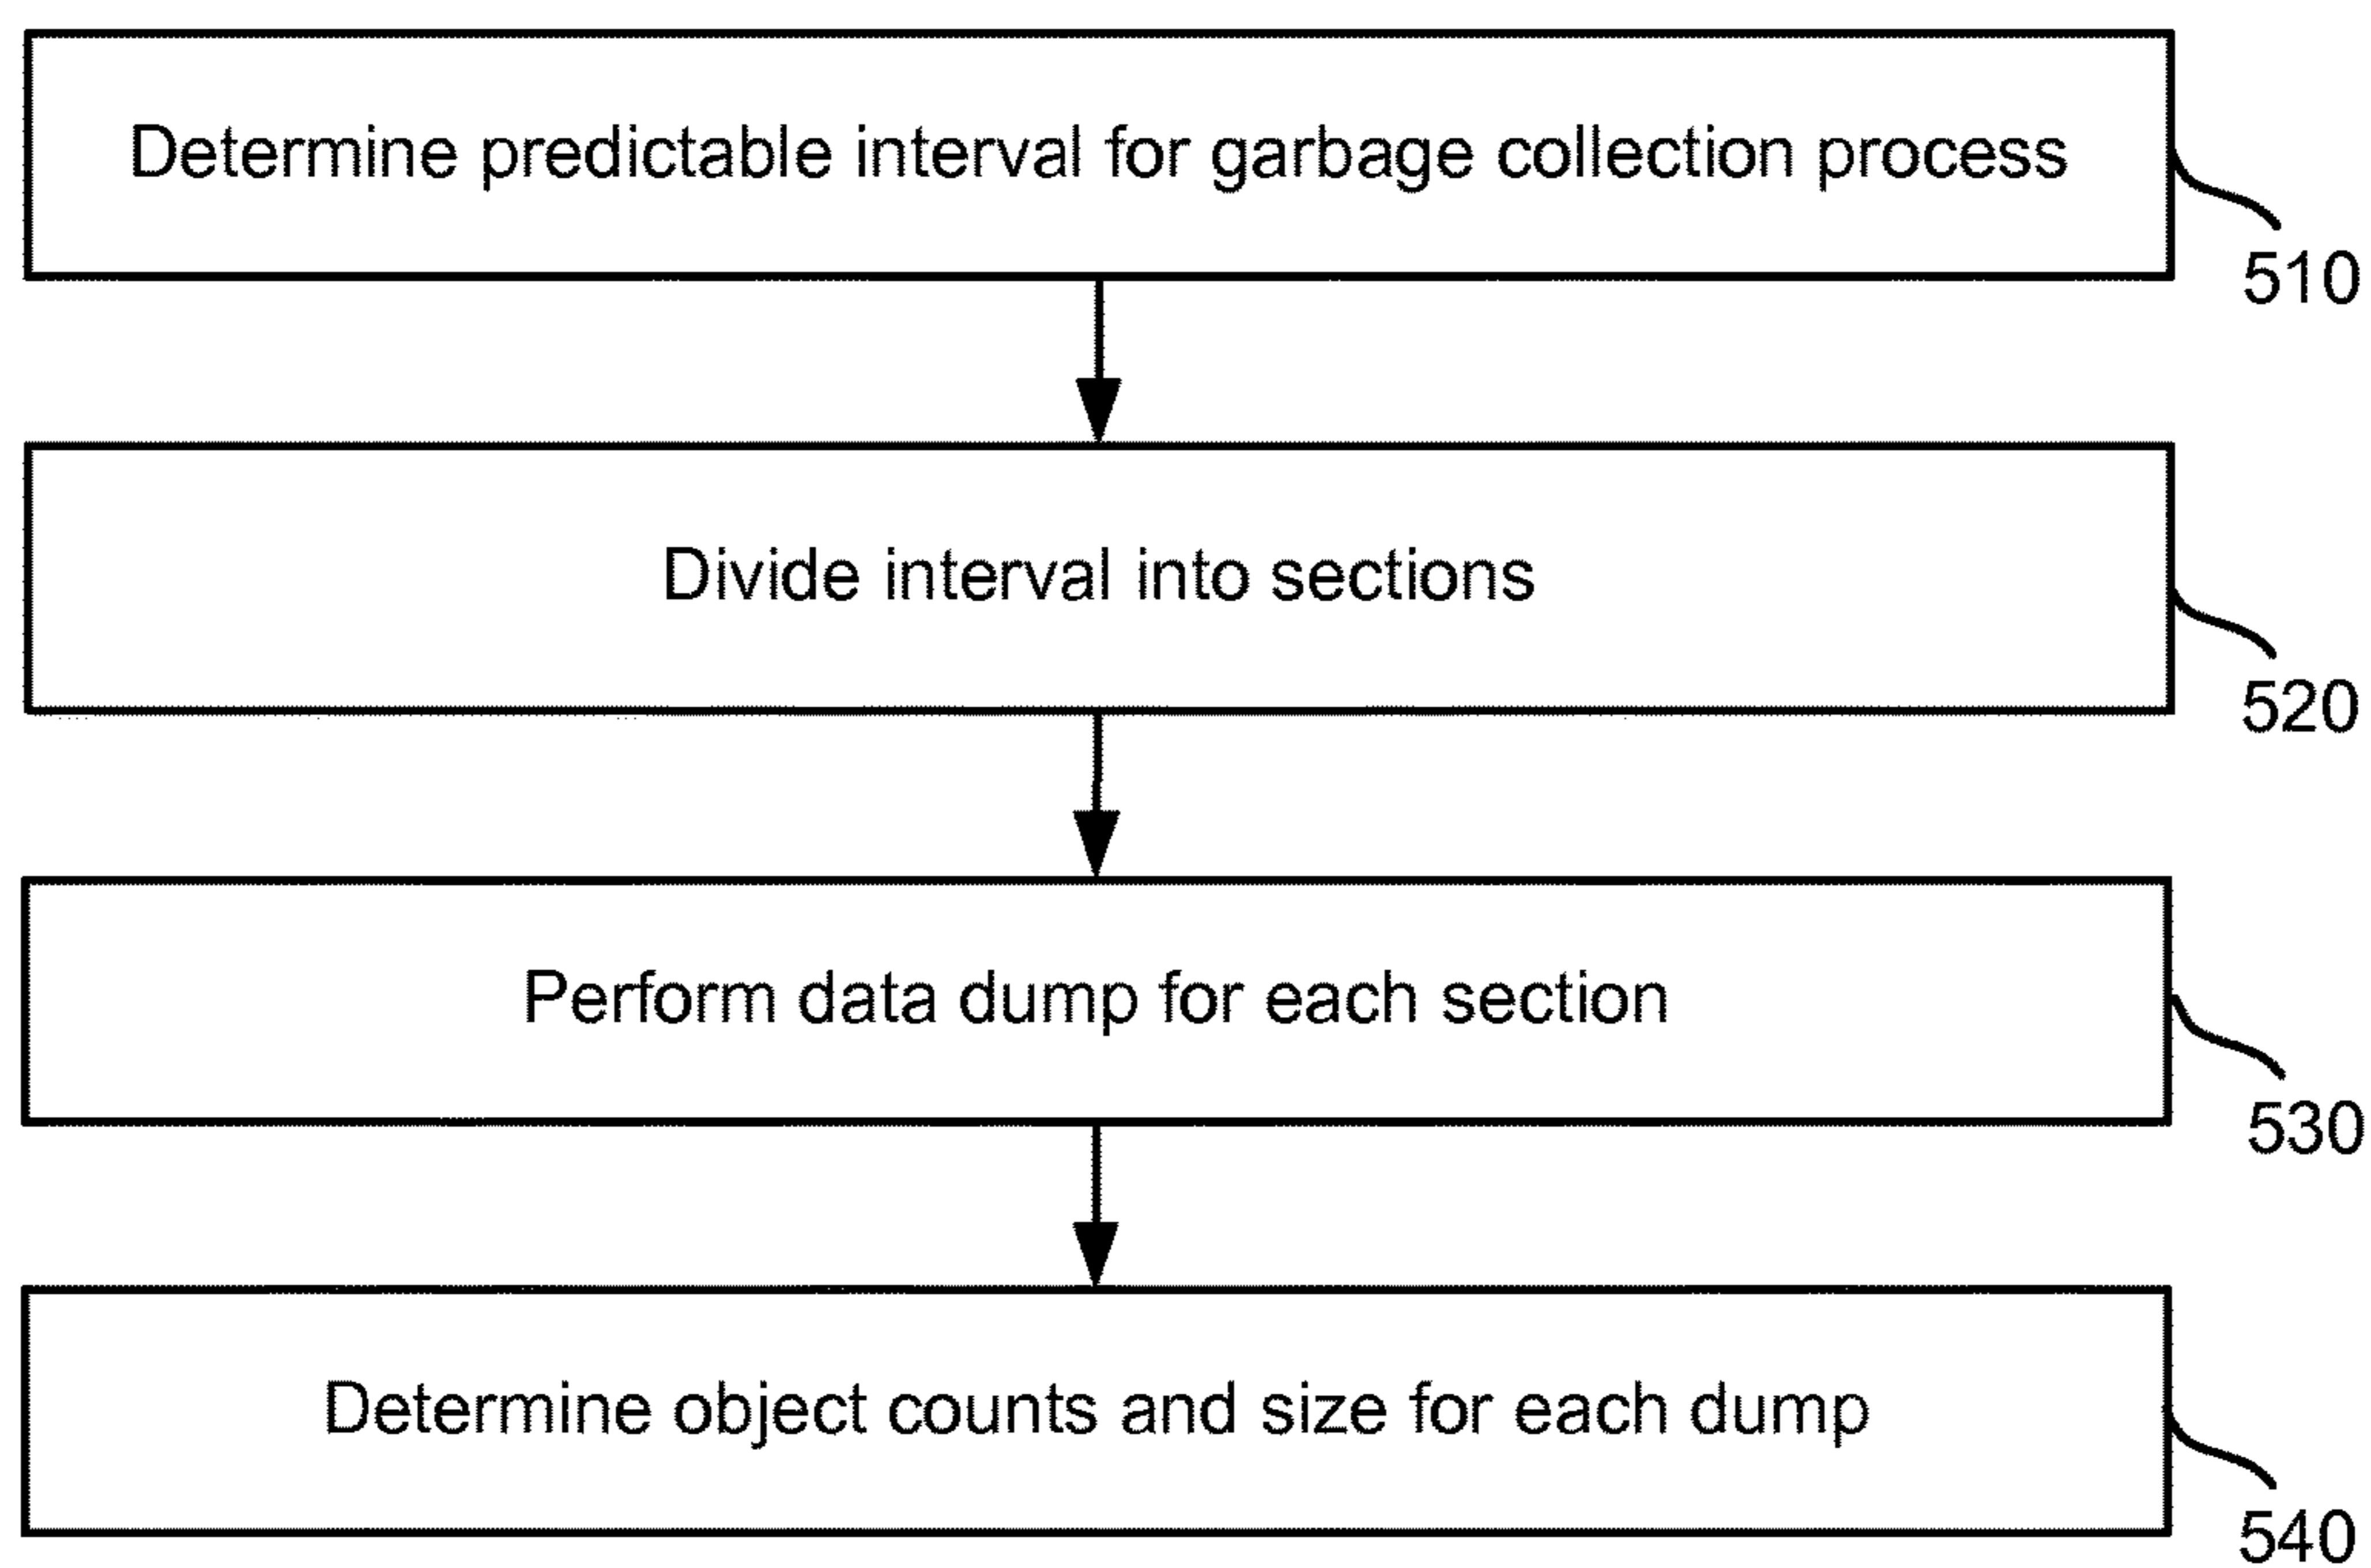 Determine predictable interval for garbage collection process
510
Divide interval into sections
520
Perform data dump for each section
530
Determine object counts and size for each dump
540